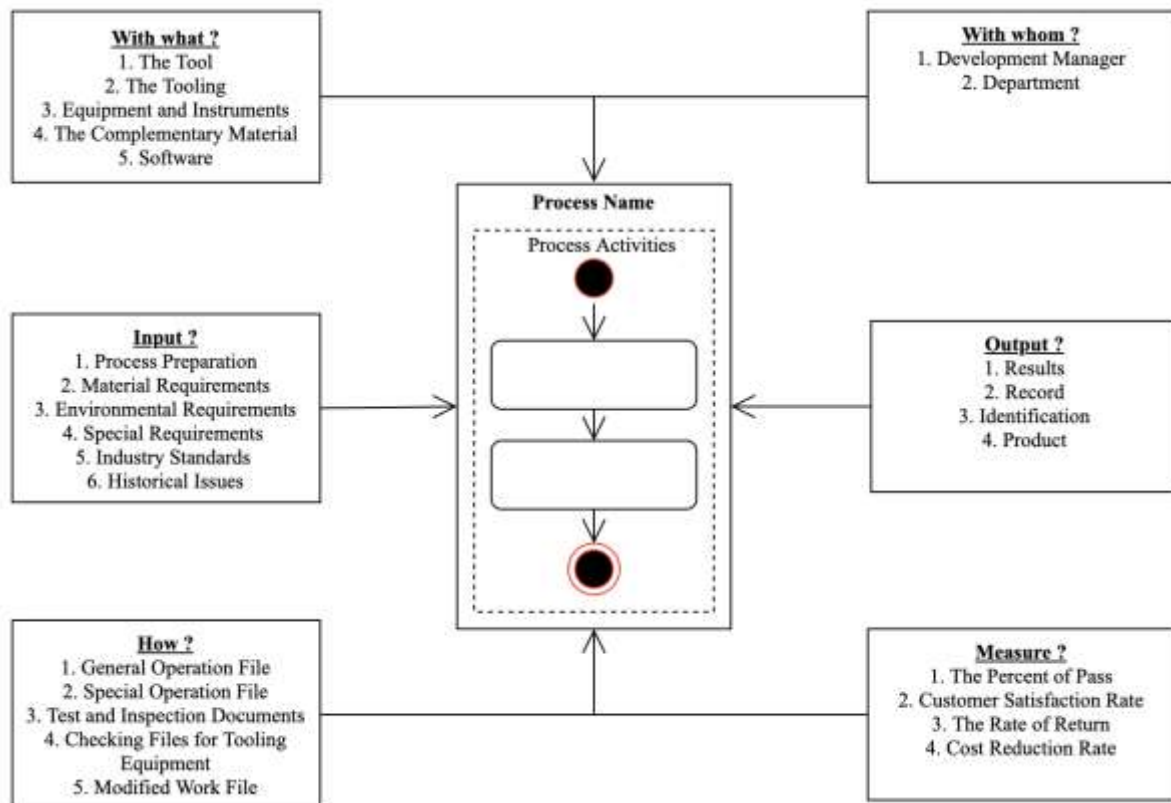 With what ?
1. The Tool
2. The Tooling
3. Equipment and Instruments
4. The Complementary Material
5. Software
With whom ?
1. Development Manager
2. Department
Process Name
Process Activities
Input ?
1. Process Preparation
2. Material Requirements
3. Environmental Requirements
4. Special Requirements
5. Industry Standards
6. Historical Issues
Output ?
1. Results
2. Record
3. Identification
4. Product
How ?
1. General Operation File
2. Special Operation File
3. Test and Inspection Documents
4. Checking Files for Tooling
Equipment
5. Modified Work File
Measure ?
1. The Percent of Pass
2. Customer Satisfaction Rate
3. The Rate of Return
4. Cost Reduction Rate